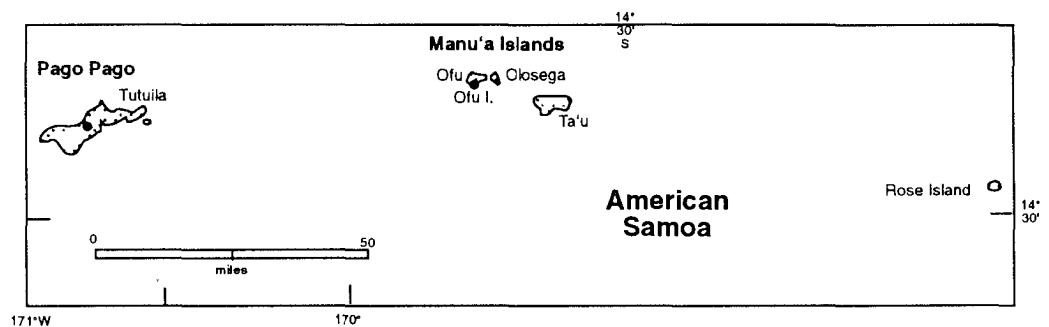 14°
30'
S
Manu'a Islands
Pago Pago
Ofu
Olosega
Tutuila
Ofu I.
Ta'u
Rose Island
American
Samoa
14°
30'
0
50
miles
171°W
170°